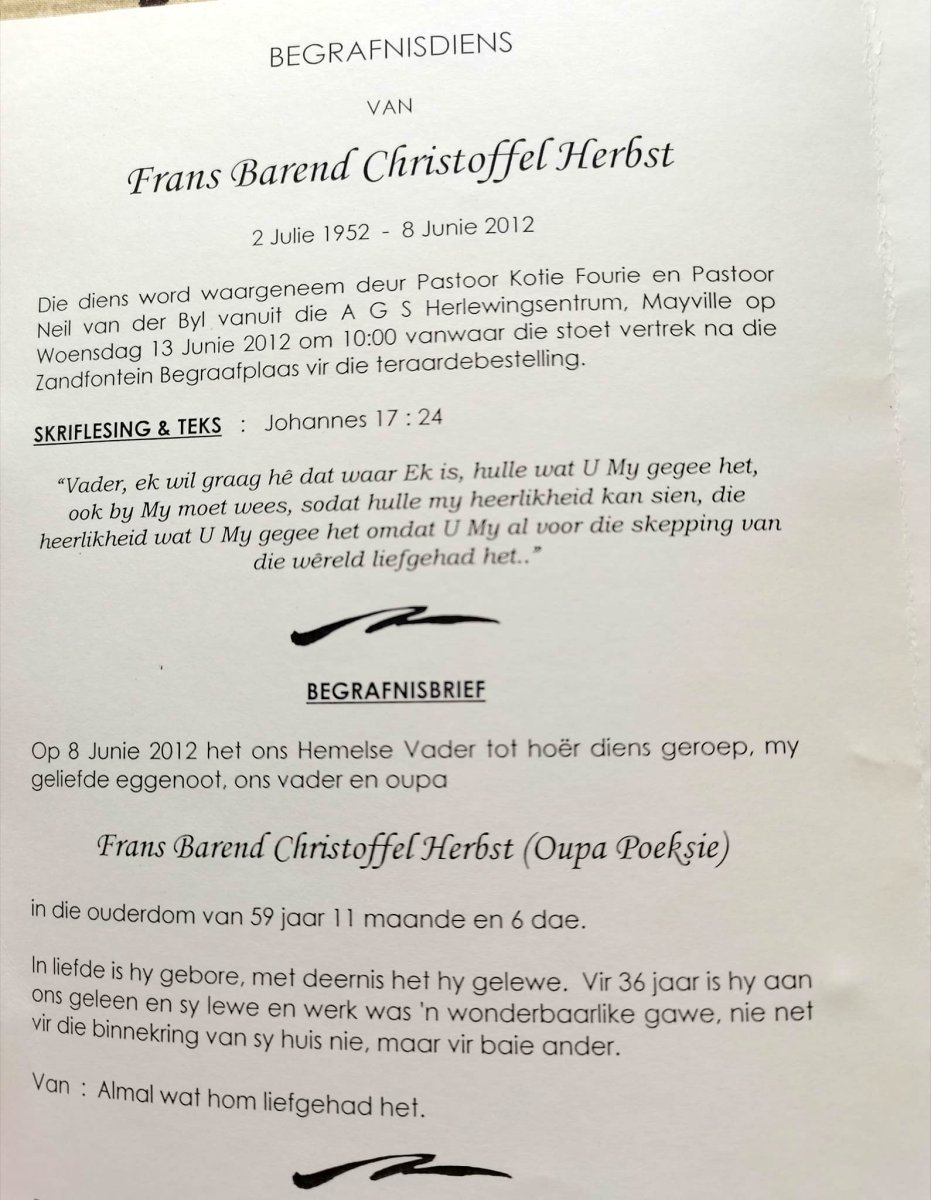 BEGRAFNISDIENS
VAN
Frans Barend Christoffel Herbst
2 Julie 1952 - 8 Junie 2012
Die diens word waargeneem deur Pastoor Kotie Fourie en Pastoor
Neil van der Byl vanuit die A G S Herlewingsentrum, Mayville op
Woensdag 13 Junie 2012 om 10:00 vanwaar die stoet vertrek na die
Zandfontein Begraafplaas vir die teraardebestelling.
SKRIFLESING & TEKS : Johannes 17 : 24
“Vader, ek wil graag hê dat waar Ek is, hulle wat U My gegee het,
ook by My moet wees, sodat hulle my heerlikheid kan sien, die
heerlikheid wat U My gegee het omdat U My al voor die skepping van
die wêreld liefgehad het..”
BEGRAFNISBRIEF
Op 8 Junie 2012 het ons Hemelse Vader tot hoër diens geroep, my
geliefde eggenoot, ons vader en oupa
Frans Barend Christoffel Herbst (Oupa Poeksie)
in die ouderdom van 59 jaar 11 maande en 6 dae.
In liefde is hy gebore, met deernis het hy gelewe. Vir 36 jaar is hy aan
ons geleen en sy lewe en werk was 'n wonderbaarlike gawe, nie net
vir die binnekring van sy huis nie, maar vir baie ander.
Van : Almal wat hom liefgehad het.